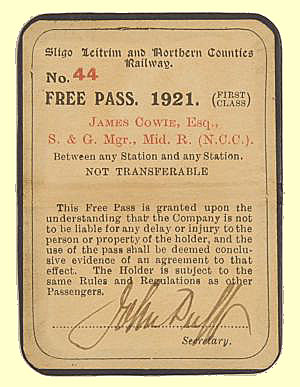 Sligo Leitrim and Northern Counties
Railway.
No. 44
FREE PASS. 1921. (FIRST CLASS)
JAMES COWIE, ESQ.,
S. & G. Mgr., Mid. R. (N.C.C.).
Between any Station and any Station.
NOT TRANSFERABLE
This Free Pass is granted upon the
understanding that the Company is not
to be liable for any delay or injury to the
person or property of the holder, and the
use of the pass shall be deemed conclu-
sive evidence of an agreement to that
effect. The Holder is subject to the
same Rules and Regulations as other
Passengers.
John Duff
Secretary.